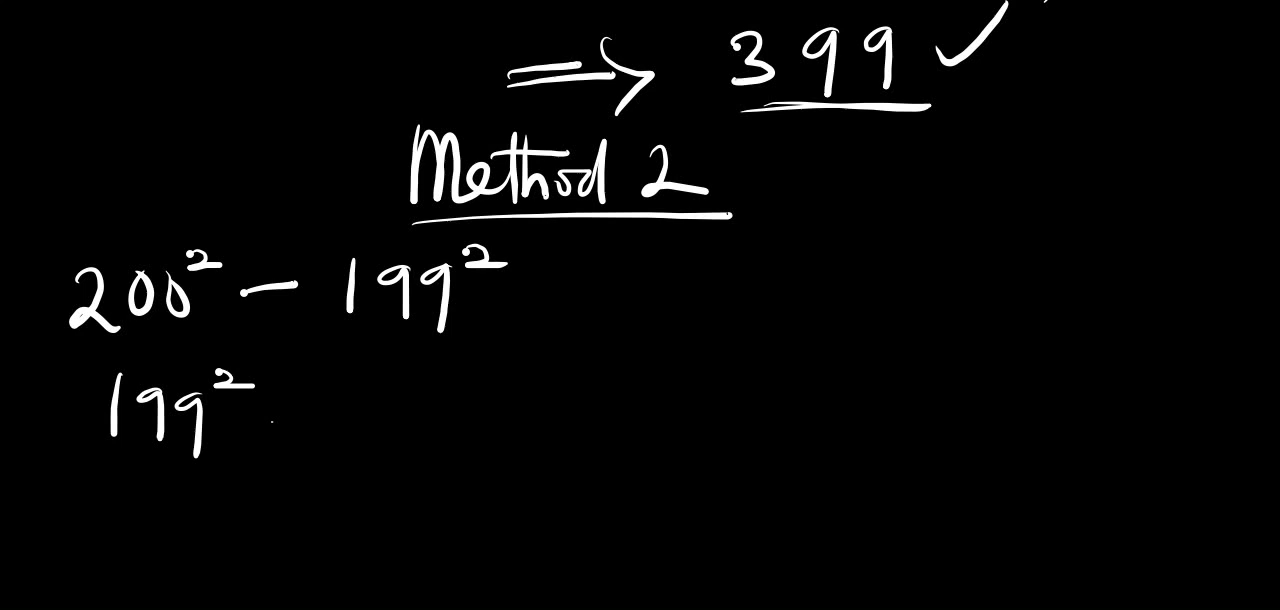 ⇒ 399 ✓
Method 2
200² - 199²
199²